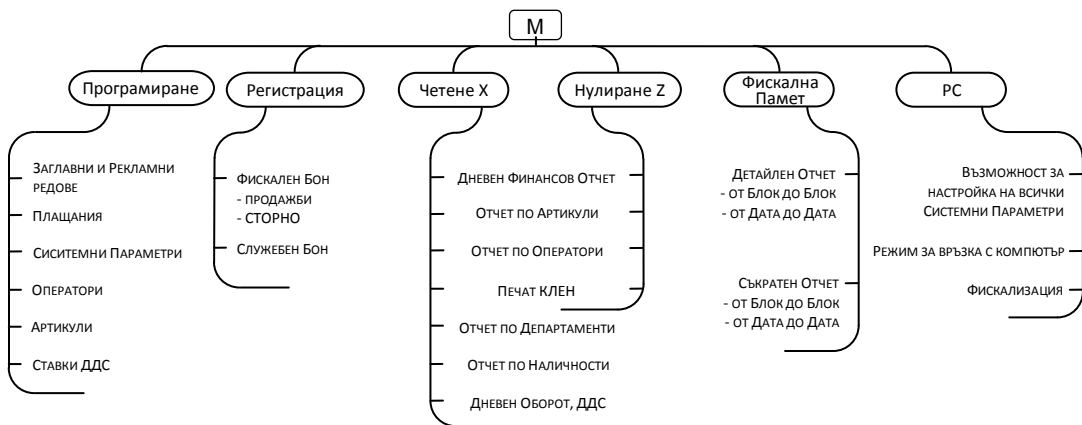 М
Програмиране
Регистрация
Четене X
Нулиране Z
Фискална
Памет
PC
Заглавни и Рекламни
редове
Плащания
Сиситемни Параметри
Оператори
Артикули
Ставки ДДС
Фискален Бон
- продажби
- сторно
Служебен Бон
Дневен Финансов Отчет
Отчет по Артикули
Отчет по Оператори
Печат КЛЕН
Отчет по Департаменти
Отчет по Наличности
Дневен Оборот, ДДС
Детайлен Отчет
- от Блок до Блок
- от Дата до Дата
Съкратен Отчет
- от Блок до Блок
- от Дата до Дата
Възможност за
настройка на всички
Системни Параметри
Режим за връзка с компютър
Фискализация